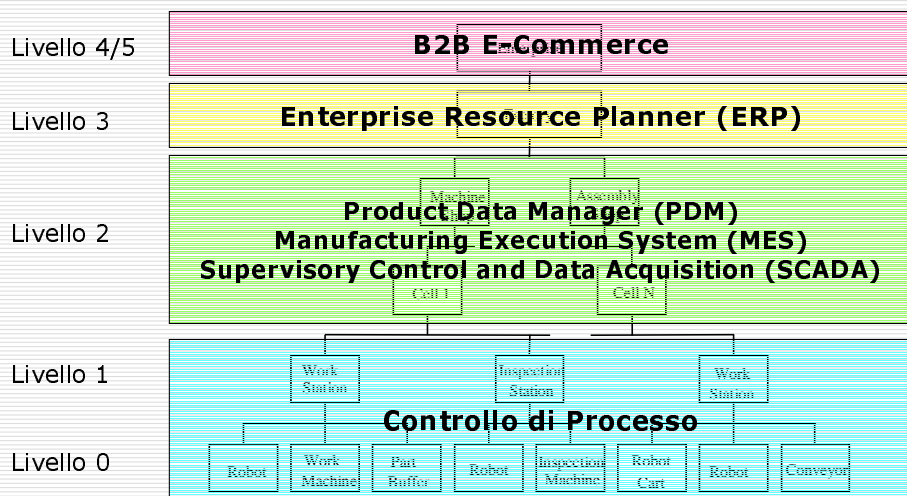 Livello 4/5
B2B E-Commerce
Livello 3
Enterprise Resource Planner (ERP)
Machine
Assembly
Livello 2
Product Data Manager (PDM)
Manufacturing Execution System (MES)
Supervisory Control and Data Acquisition (SCADA)
Cell 1
Cell N
Livello 1
Work Station
Inspection Station
Work Station
Controllo di Processo
Livello 0
Robot
Work Machine
Part Buffer
Robot
Inspection Machine
Robot Cart
Robot
Conveyor